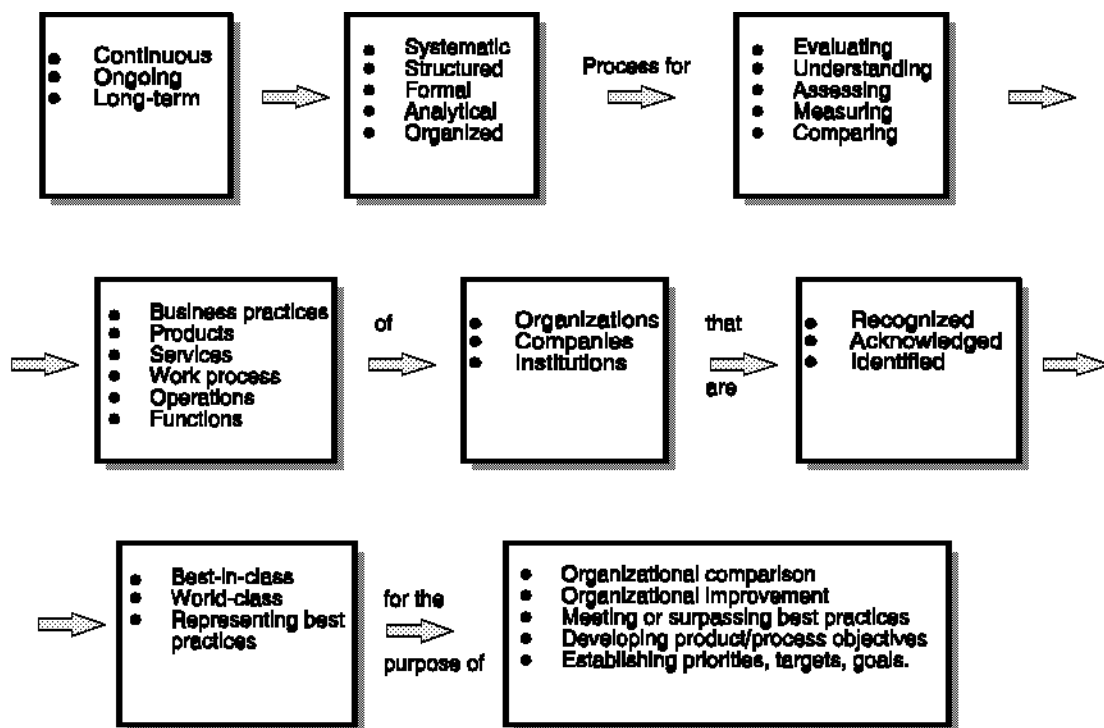 • Continuous
• Ongoing
• Long-term
• Systematic
• Structured
• Formal
• Analytical
• Organized
Process for
• Evaluating
• Understanding
• Assessing
• Measuring
• Comparing
• Business practices
• Products
• Services
• Work process
• Operations
• Functions
of
• Organizations
• Companies
• Institutions
that
are
• Recognized
• Acknowledged
• Identified
• Best-in-class
• World-class
• Representing best
practices
for the
purpose of
• Organizational comparison
• Organizational improvement
• Meeting or surpassing best practices
• Developing product/process objectives
• Establishing priorities, targets, goals.